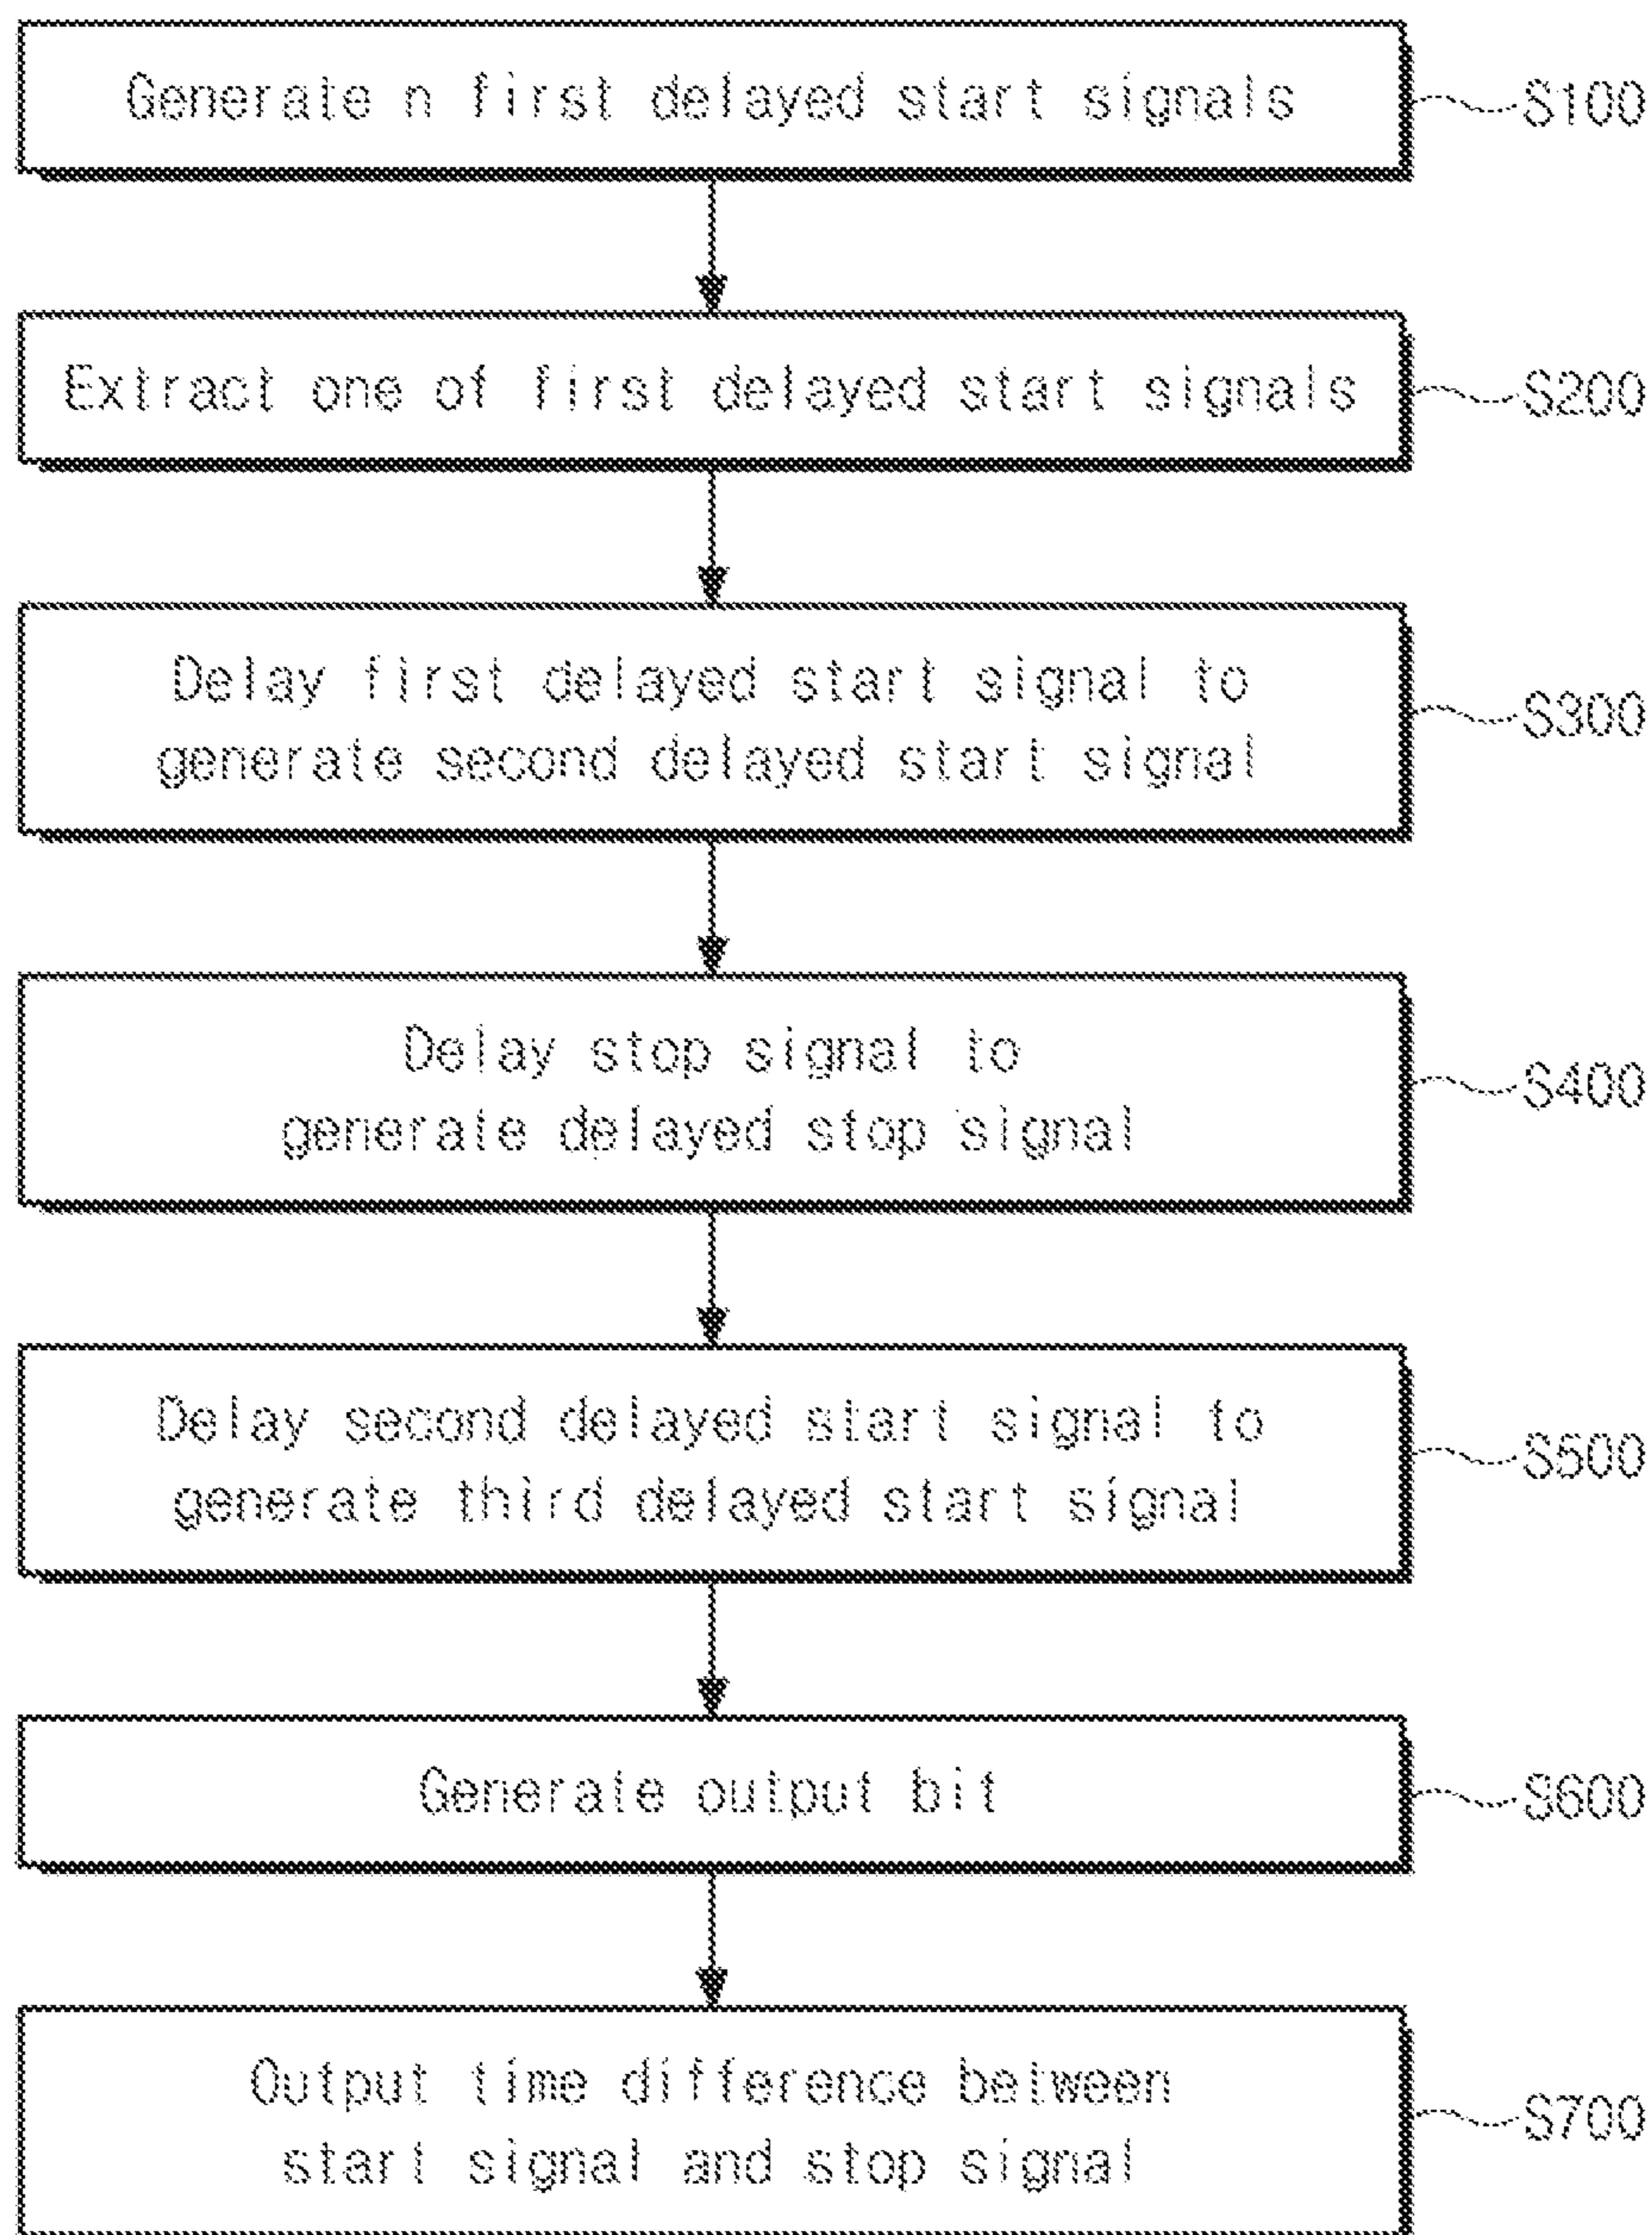 Generate n first delayed start signals
S100
Extract one of first delayed start signals
S200
Delay first delayed start signal to
generate second delayed start signal
S300
Delay stop signal to
generate delayed stop signal
S400
Delay second delayed start signal to
generate third delayed start signal
S500
Generate output bit
S600
Output time difference between
start signal and stop signal
S700